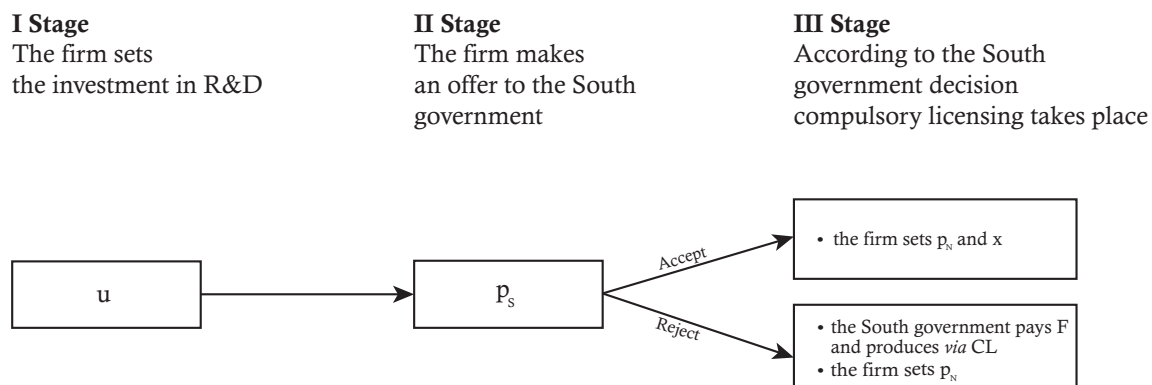 I Stage
The firm sets
the investment in R&D
II Stage
The firm makes
an offer to the South
government
III Stage
According to the South
government decision
compulsory licensing takes place
u
pₛ
Accept
Reject
• the firm sets p_N and x
• the South government pays F
and produces via CL
• the firm sets p_N